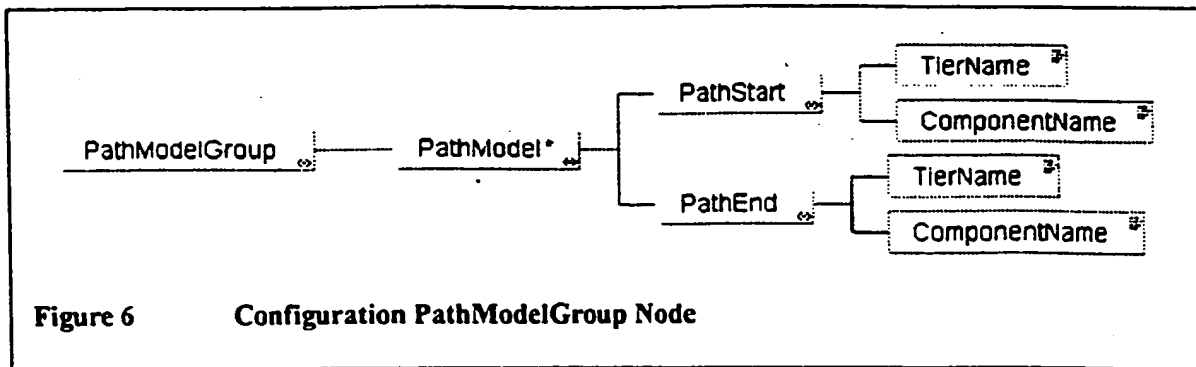 PathModelGroup
PathModel*
PathStart
TierName
ComponentName
PathEnd
TierName
ComponentName
Figure 6 Configuration PathModelGroup Node